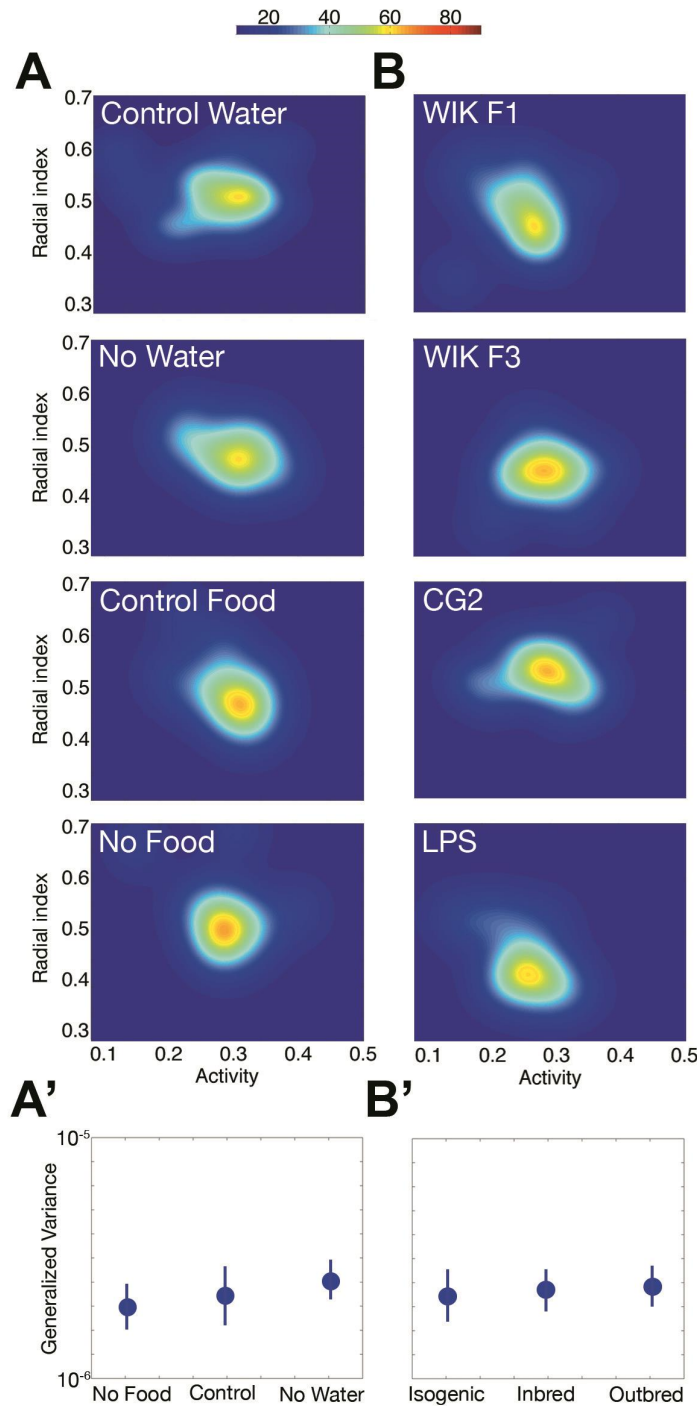 20 40 60 80
A B
Control Water
WIK F1
0.7
0.6
0.5
0.4
0.3
Radial index
No Water
WIK F3
0.7
0.6
0.5
0.4
0.3
Radial index
Control Food
CG2
0.7
0.6
0.5
0.4
0.3
Radial index
No Food
LPS
0.7
0.6
0.5
0.4
0.3
Radial index
0.1 0.2 0.3 0.4 0.5
Activity
0.1 0.2 0.3 0.4 0.5
Activity
A' B'
10-5
Generalized Variance
10-6
No Food Control No Water
Isogenic Inbred Outbred